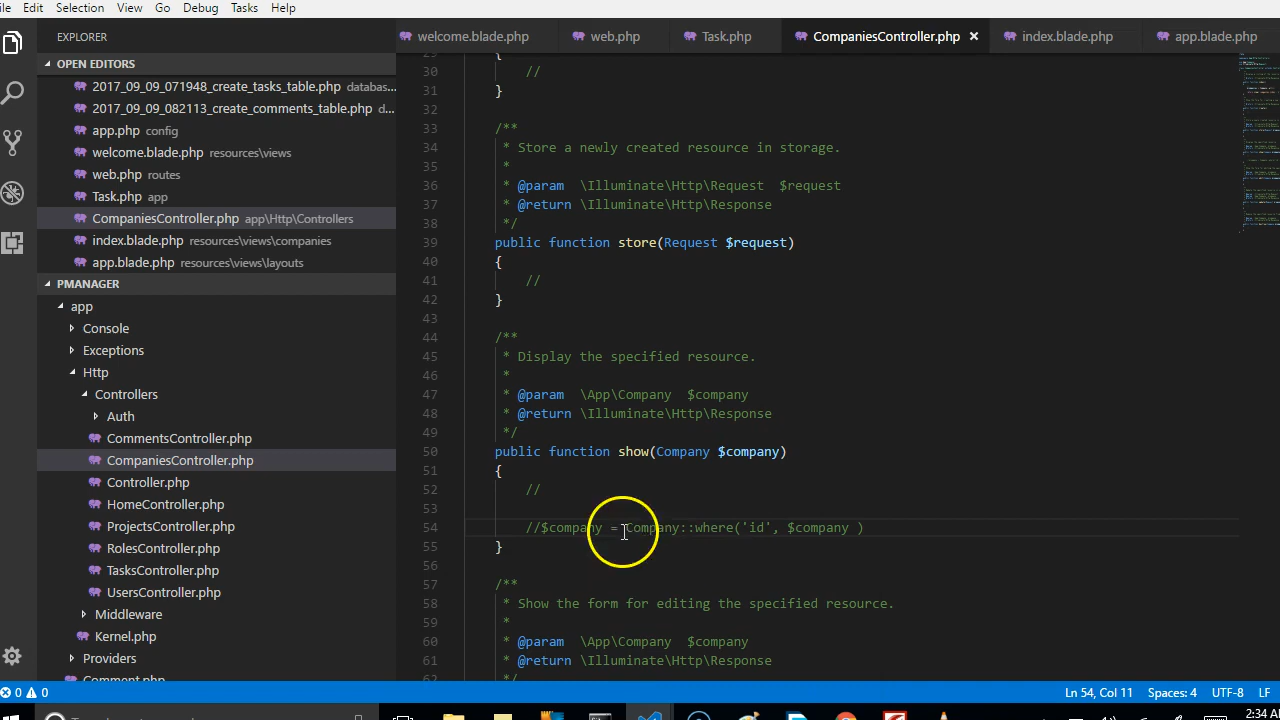 File Edit Selection View Go Debug Tasks Help
EXPLORER
OPEN EDITORS
2017_09_09_071948_create_tasks_table.php databas...
2017_09_09_082113_create_comments_table.php d...
app.php config
welcome.blade.php resources\views
web.php routes
Task.php app
CompaniesController.php app\Http\Controllers
index.blade.php resources\views\companies
app.blade.php resources\views\layouts
PMANAGER
app
Console
Exceptions
Http
Controllers
Auth
CommentsController.php
CompaniesController.php
Controller.php
HomeController.php
ProjectsController.php
RolesController.php
TasksController.php
UsersController.php
Middleware
Kernel.php
Providers
Comment.php
welcome.blade.php web.php Task.php CompaniesController.php × index.blade.php app.blade.php
29 {
30 //
31 }
32
33 /**
34 * Store a newly created resource in storage.
35 *
36 * @param \Illuminate\Http\Request $request
37 * @return \Illuminate\Http\Response
38 */
39 public function store(Request $request)
40 {
41 //
42 }
43
44 /**
45 * Display the specified resource.
46 *
47 * @param \App\Company $company
48 * @return \Illuminate\Http\Response
49 */
50 public function show(Company $company)
51 {
52 //
53
54 //$company = Company::where('id', $company )
55 }
56
57 /**
58 * Show the form for editing the specified resource.
59 *
60 * @param \App\Company $company
61 * @return \Illuminate\Http\Response
62 */
0 0 Ln 54, Col 11 Spaces: 4 UTF-8 LF
2:34 AM